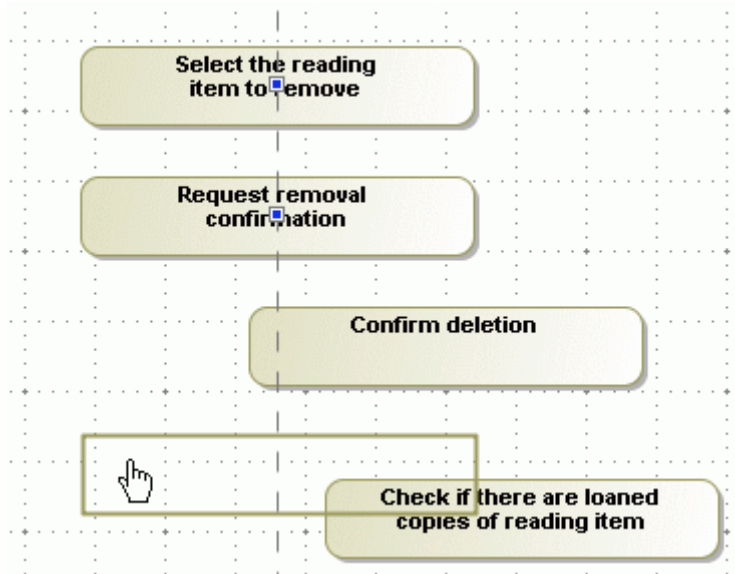 Select the reading
item to remove
Request removal
confirmation
Confirm deletion
Check if there are loaned
copies of reading item